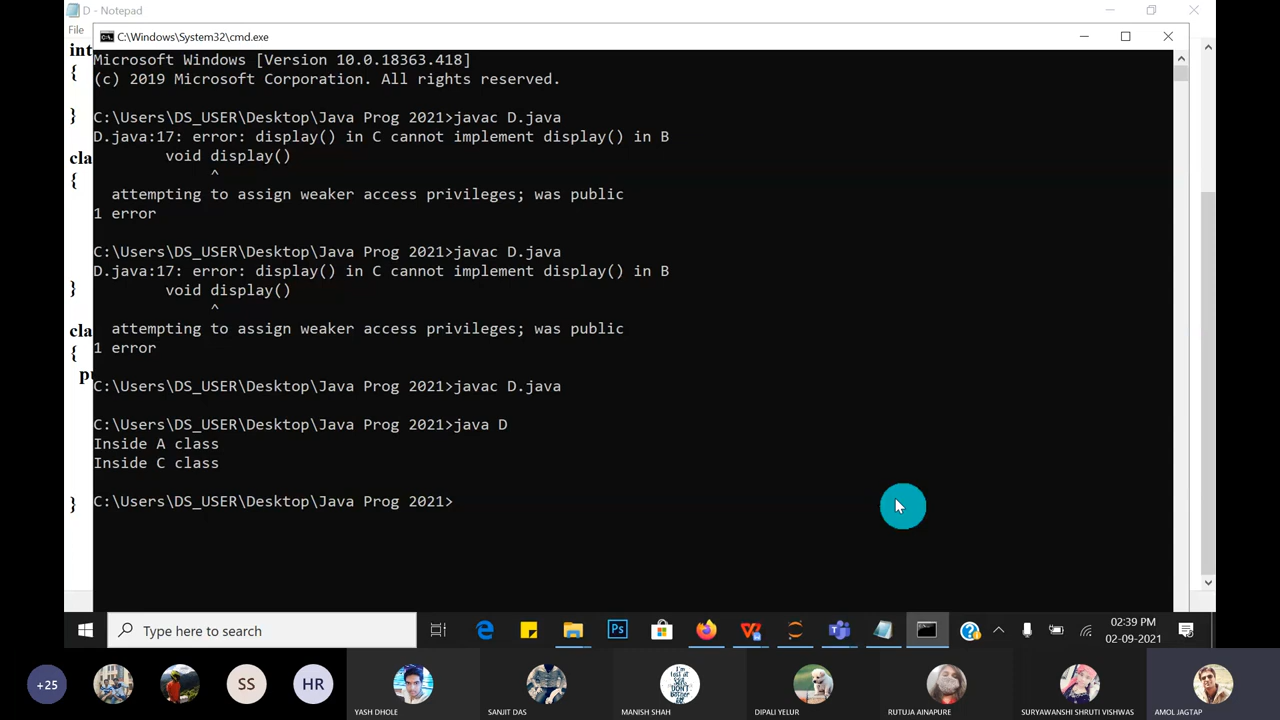 D - Notepad
File
int
{
}
cla
{
}
cla
{
pu
}
C:\Windows\System32\cmd.exe
Microsoft Windows [Version 10.0.18363.418]
(c) 2019 Microsoft Corporation. All rights reserved.
C:\Users\DS_USER\Desktop\Java Prog 2021>javac D.java
D.java:17: error: display() in C cannot implement display() in B
void display()
^
attempting to assign weaker access privileges; was public
1 error
C:\Users\DS_USER\Desktop\Java Prog 2021>javac D.java
D.java:17: error: display() in C cannot implement display() in B
void display()
^
attempting to assign weaker access privileges; was public
1 error
C:\Users\DS_USER\Desktop\Java Prog 2021>javac D.java
C:\Users\DS_USER\Desktop\Java Prog 2021>java D
Inside A class
Inside C class
C:\Users\DS_USER\Desktop\Java Prog 2021>
Type here to search
Ps
02:39 PM
02-09-2021
+25
SS
HR
YASH DHOLE
SANJIT DAS
MANISH SHAH
DIPALI YELUR
RUTUJA AINAPURE
SURYAWANSHI SHRUTI VISHWAS
AMOL JAGTAP